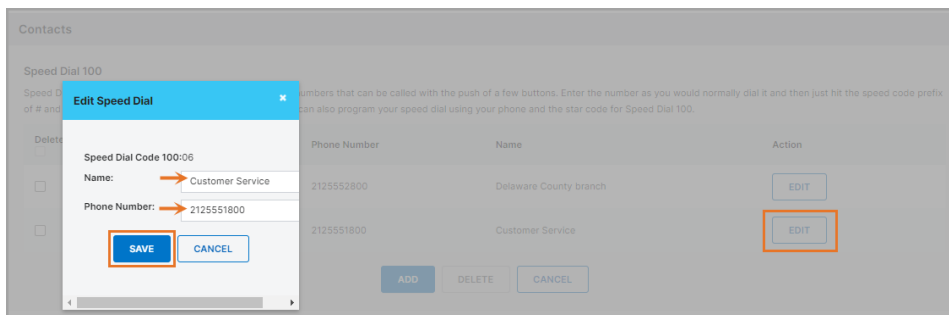 Contacts
Speed Dial 100
Speed D
umbers that can be called with the push of a few buttons. Enter the number as you would normally dial it and then just hit the speed code prefix
of # and
can also program your speed dial using your phone and the star code for Speed Dial 100.
Edit Speed Dial ×
Speed Dial Code 100:06
Name: Customer Service
Phone Number: 2125551800
SAVE CANCEL
Delete Phone Number Name Action
2125552800 Delaware County branch EDIT
2125551800 Customer Service EDIT
ADD DELETE CANCEL